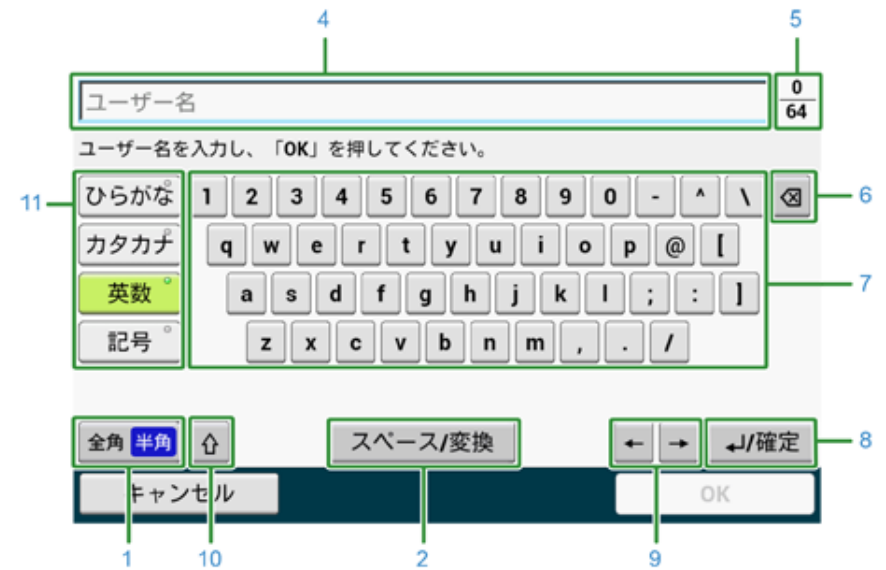 4 5
ユーザー名 0
64
ユーザー名を入力し、「OK」を押してください。
11 ひらがな 1 2 3 4 5 6 7 8 9 0 - ^ \ ⌫ 6
カタカナ q w e r t y u i o p @ [
英数 a s d f g h j k l ; : ] 7
記号 z x c v b n m , . /
全角 半角 ⇧ スペース/変換 ← → ↵/確定 8
キャンセル OK
1 10 2 9